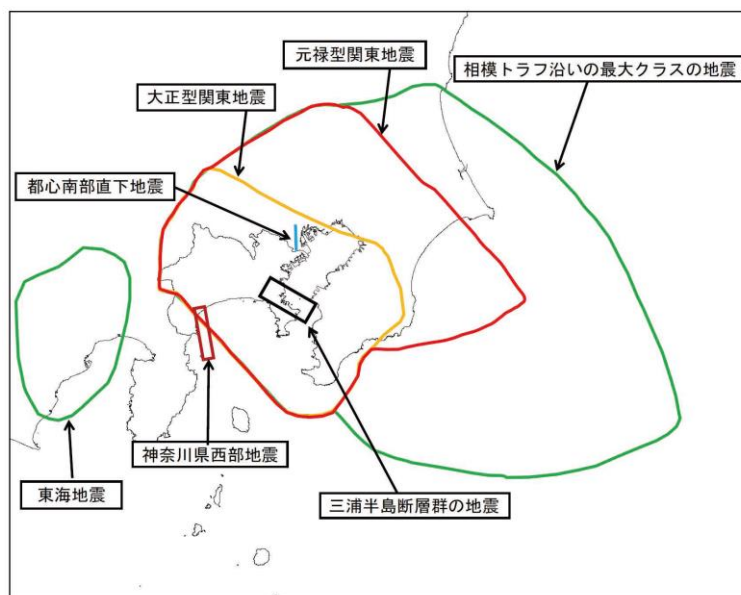 元禄型関東地震
相模トラフ沿いの最大クラスの地震
大正型関東地震
都心南部直下地震
神奈川県西部地震
東海地震
三浦半島断層群の地震